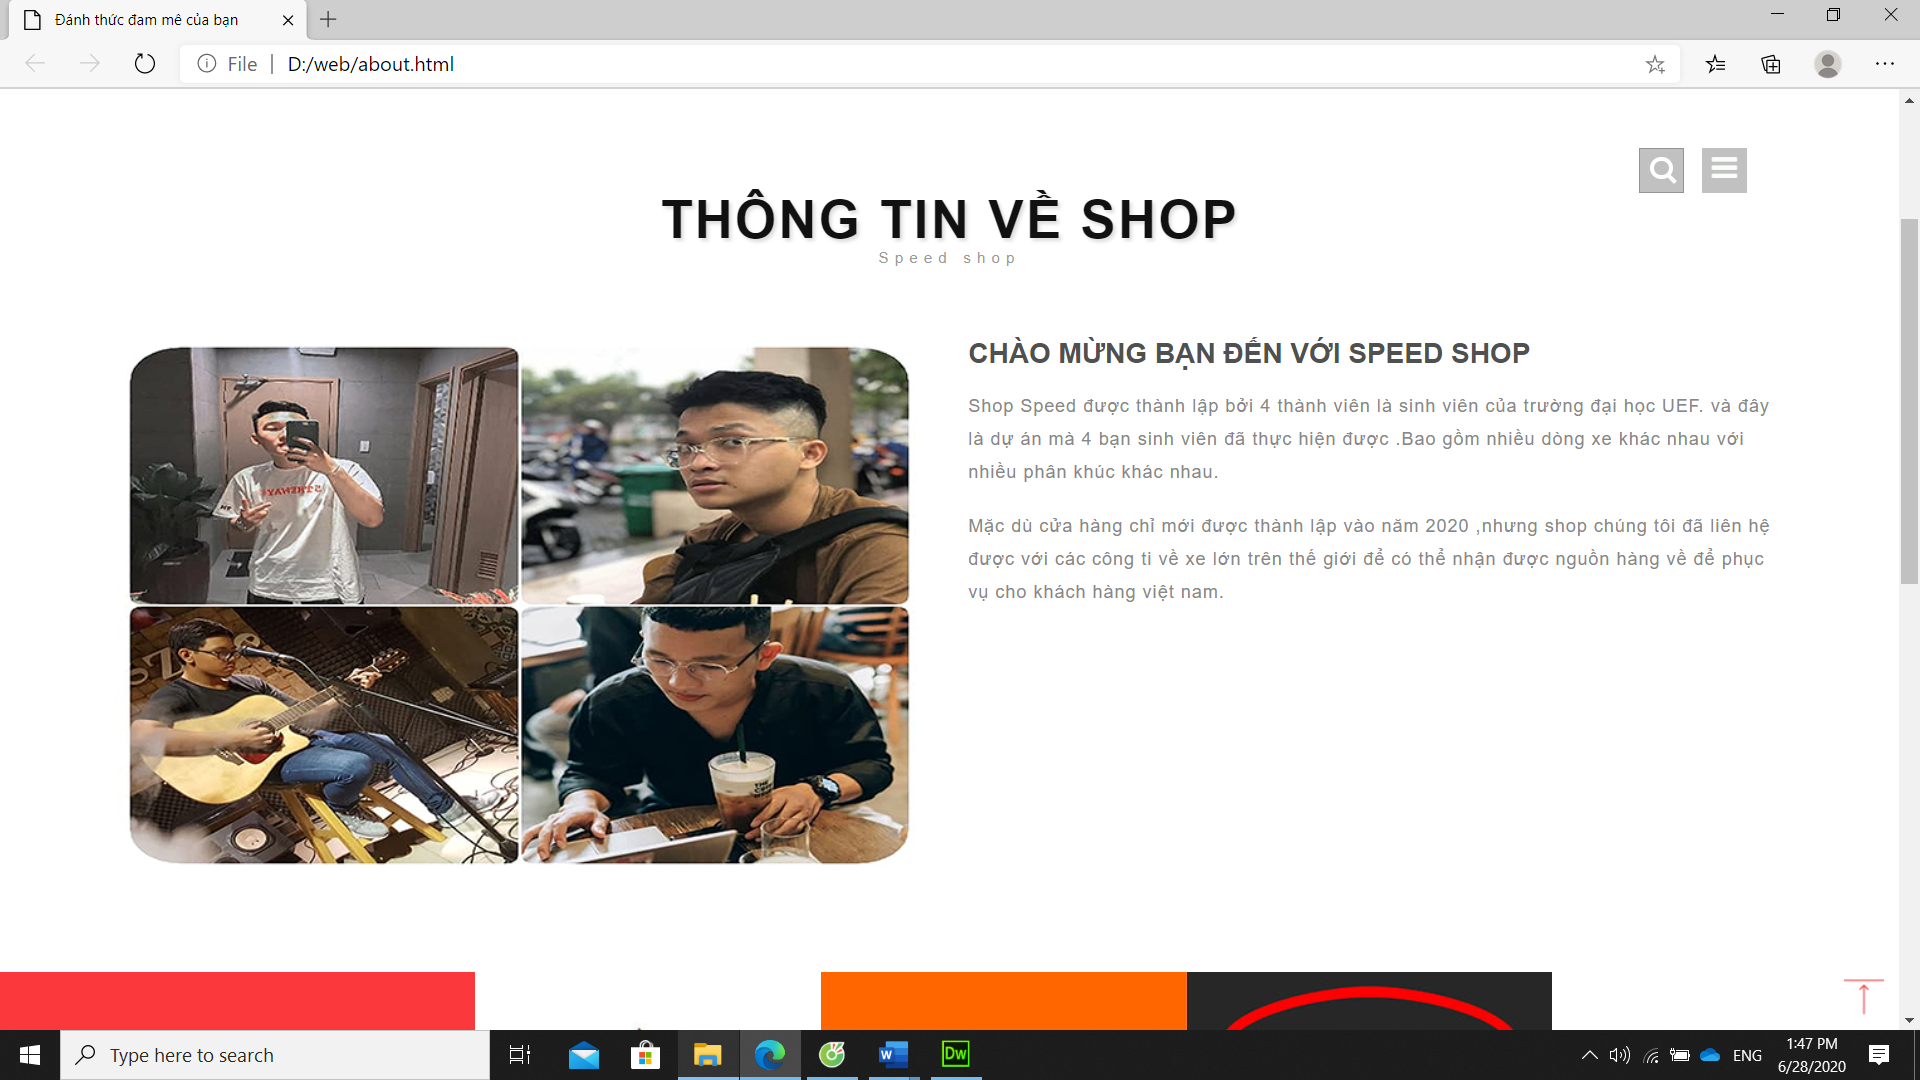 Đánh thức đam mê của bạn
File
D:/web/about.html
THÔNG TIN VỀ SHOP
Speed shop
CHÀO MỪNG BẠN ĐẾN VỚI SPEED SHOP
Shop Speed được thành lập bởi 4 thành viên là sinh viên của trường đại học UEF. và đây
là dự án mà 4 bạn sinh viên đã thực hiện được .Bao gồm nhiều dòng xe khác nhau với
nhiều phân khúc khác nhau.
Mặc dù cửa hàng chỉ mới được thành lập vào năm 2020 ,nhưng shop chúng tôi đã liên hệ
được với các công ti về xe lớn trên thế giới để có thể nhận được nguồn hàng về để phục
vụ cho khách hàng việt nam.
Type here to search
W
Dw
ENG
1:47 PM
6/28/2020